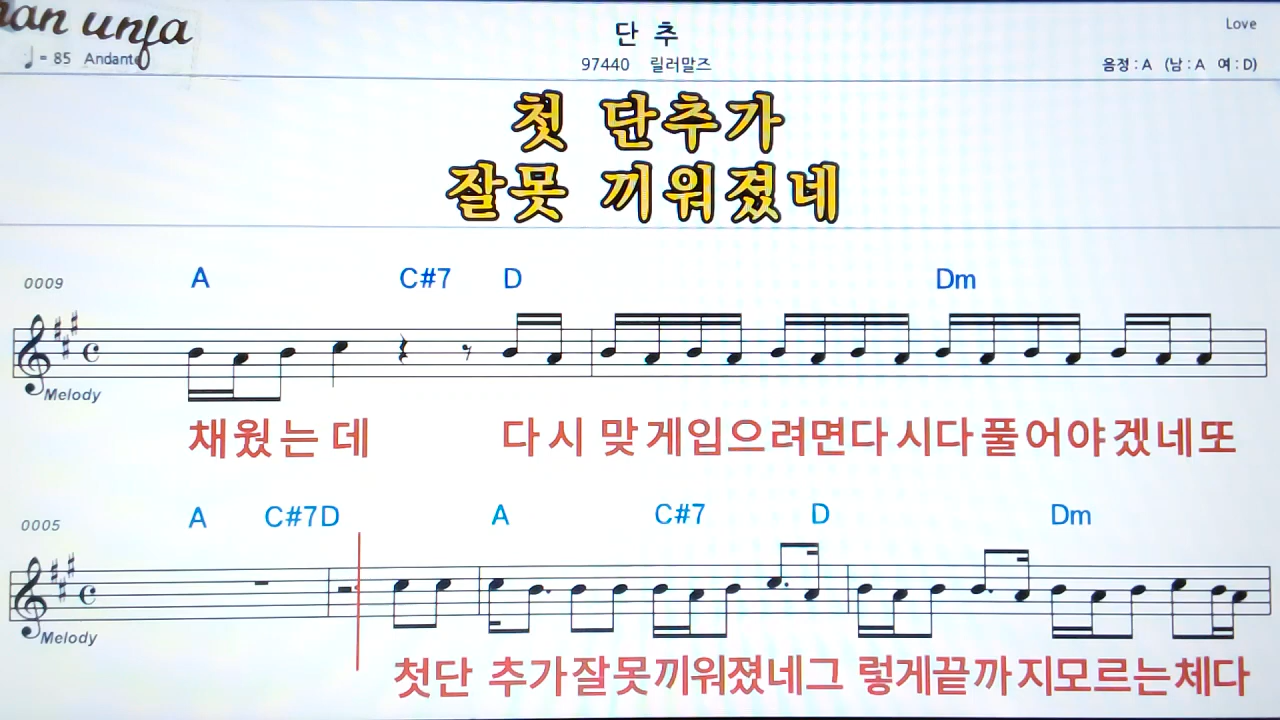 nan unja
단 추
Love
♩= 85 Andante
97440 릴러말즈
음정 : A (남 : A 여 : D)
첫 단추가
잘못 끼워졌네
0009
A C#7 D Dm
Melody
채웠는데 다시 맞게입으려면다시다풀어야겠네또
0005
A C#7 D A C#7 D Dm
Melody
첫단 추가잘못끼워졌네그 렇게끝까지모르는체다